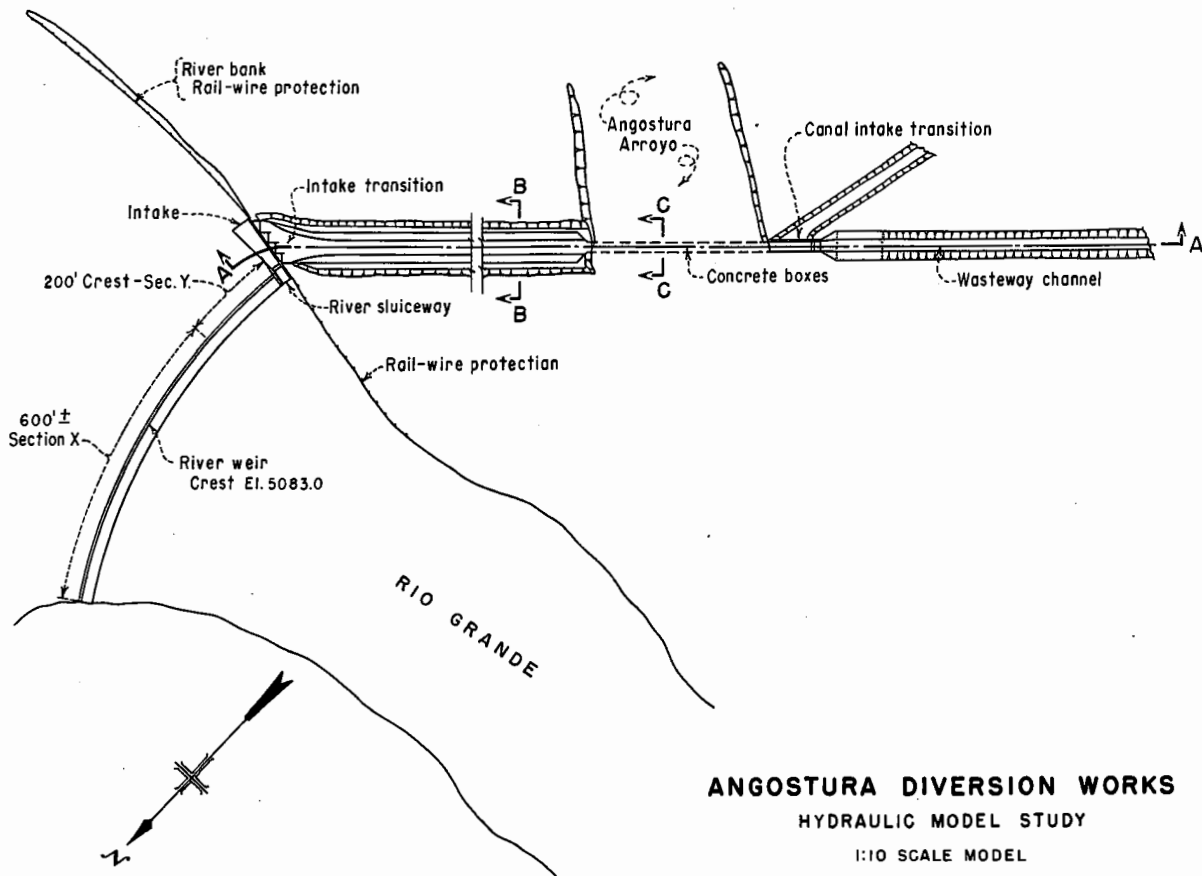 River bank
Rail-wire protection
Intake
Intake transition
Angostura
Arroyo
Canal intake transition
B
C
A
A
200' Crest-Sec. Y.
River sluiceway
B
C
Concrete boxes
Wasteway channel
Rail-wire protection
600' ±
Section X
River weir
Crest El. 5083.0
RIO GRANDE
N
ANGOSTURA DIVERSION WORKS
HYDRAULIC MODEL STUDY
1:10 SCALE MODEL